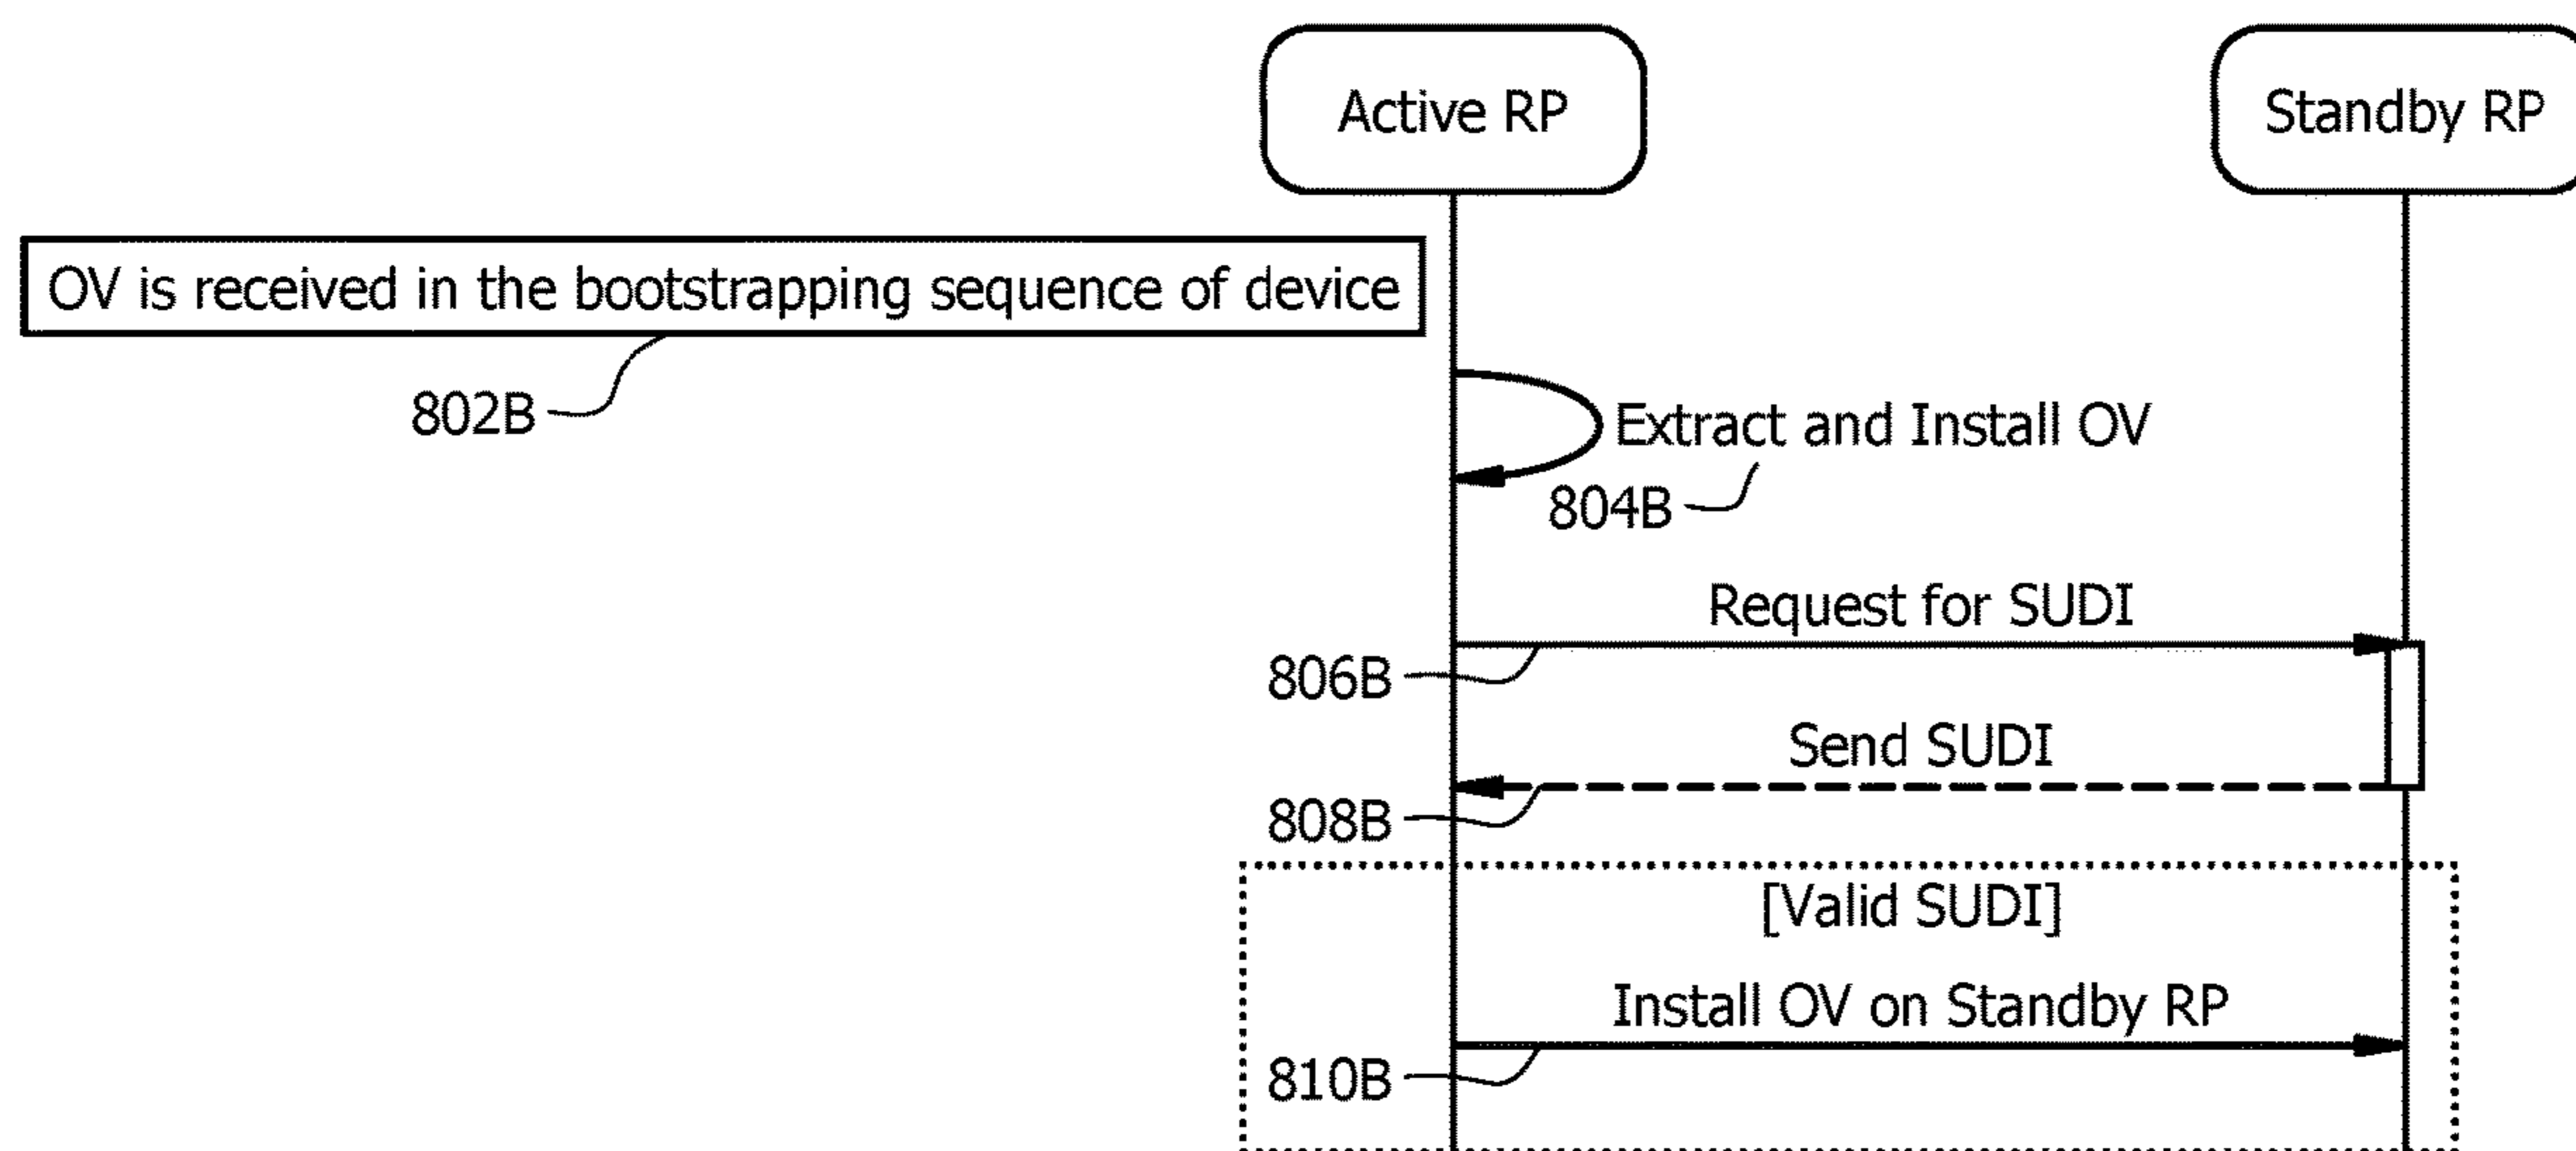 Active RP
Standby RP
OV is received in the bootstrapping sequence of device
802B
Extract and Install OV
804B
Request for SUDI
806B
Send SUDI
808B
[Valid SUDI]
Install OV on Standby RP
810B